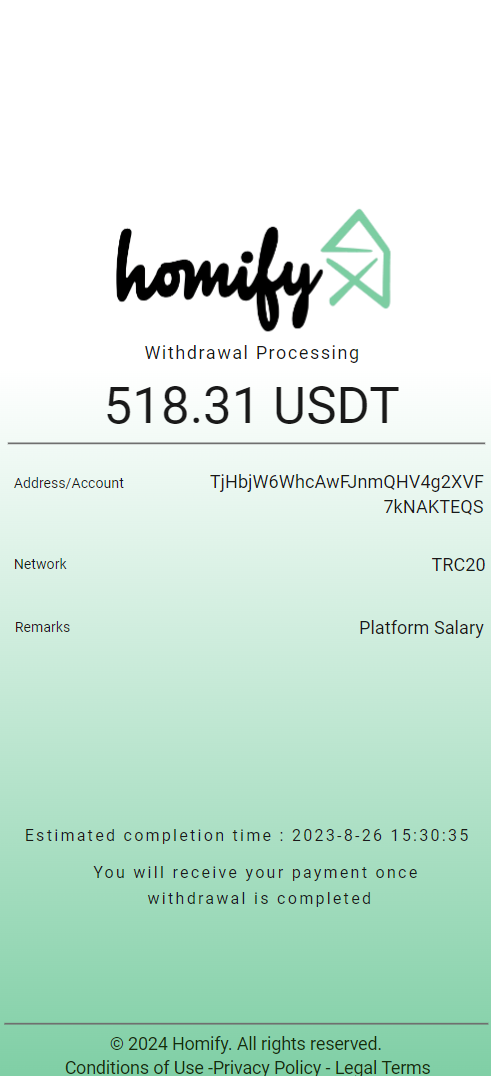 homify
Withdrawal Processing
518.31 USDT
Address/Account
TjHbjW6WhcAwFJnmQHV4g2XVF
7kNAKTEQS
Network
TRC20
Remarks
Platform Salary
Estimated completion time : 2023-8-26 15:30:35
You will receive your payment once
withdrawal is completed
© 2024 Homify. All rights reserved.
Conditions of Use -Privacy Policy - Legal Terms